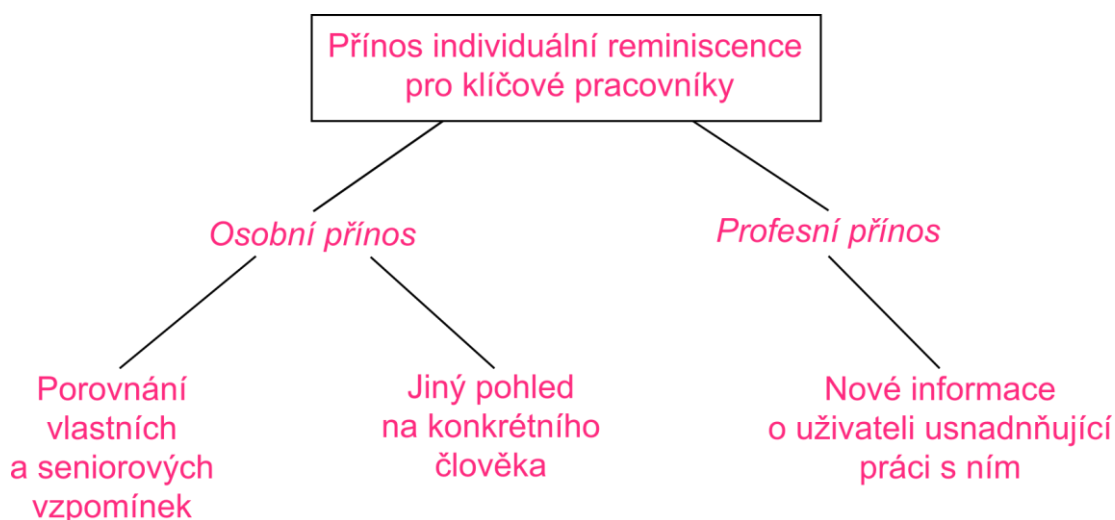 Přínos individuální reminiscence
pro klíčové pracovníky
Osobní přínos
Profesní přínos
Porovnání
vlastních
a seniorových
vzpomínek
Jiný pohled
na konkrétního
člověka
Nové informace
o uživateli usnadnňující
práci s ním